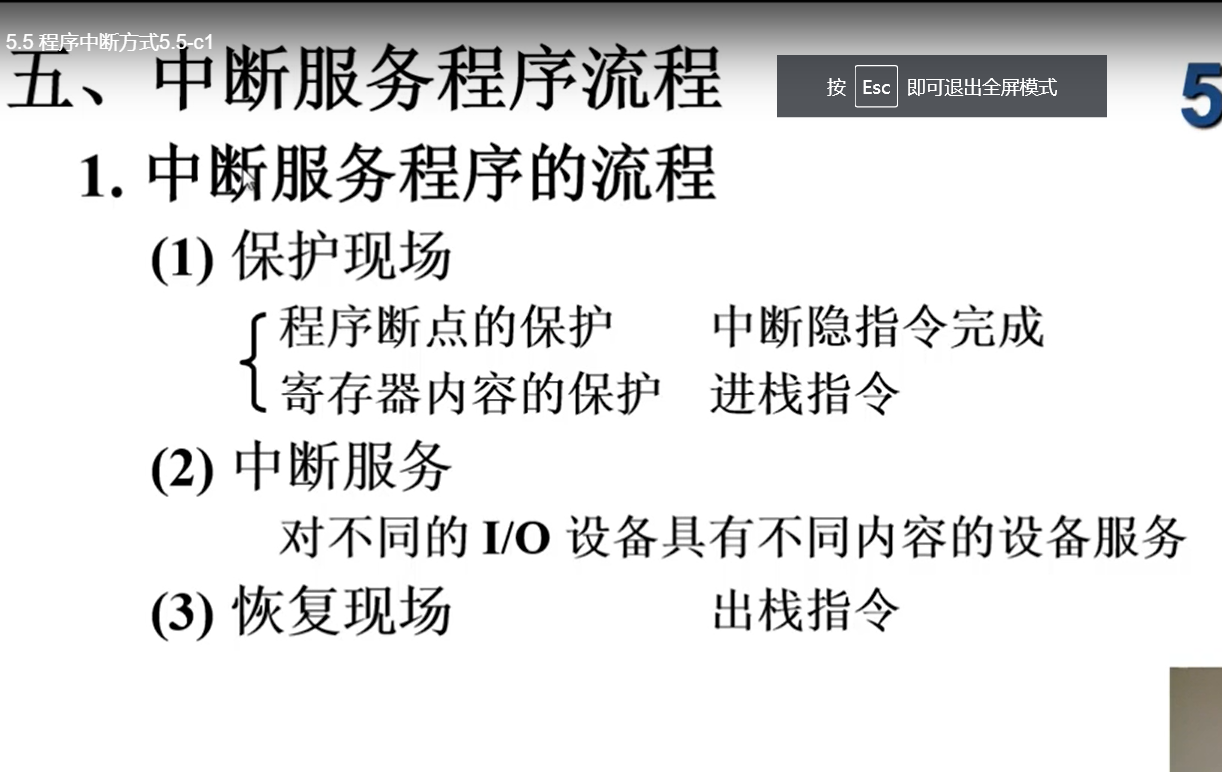 5.5 程序中断方式5.5-c1
五、中断服务程序流程
按 Esc 即可退出全屏模式
5
1. 中断服务程序的流程
(1) 保护现场
程序断点的保护 中断隐指令完成
寄存器内容的保护 进栈指令
(2) 中断服务
对不同的 I/O 设备具有不同内容的设备服务
(3) 恢复现场 出栈指令